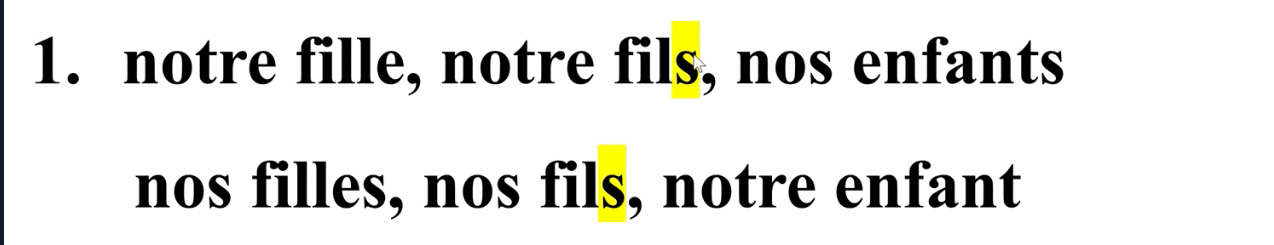 1. notre fille, notre fils, nos enfants
nos filles, nos fils, notre enfant